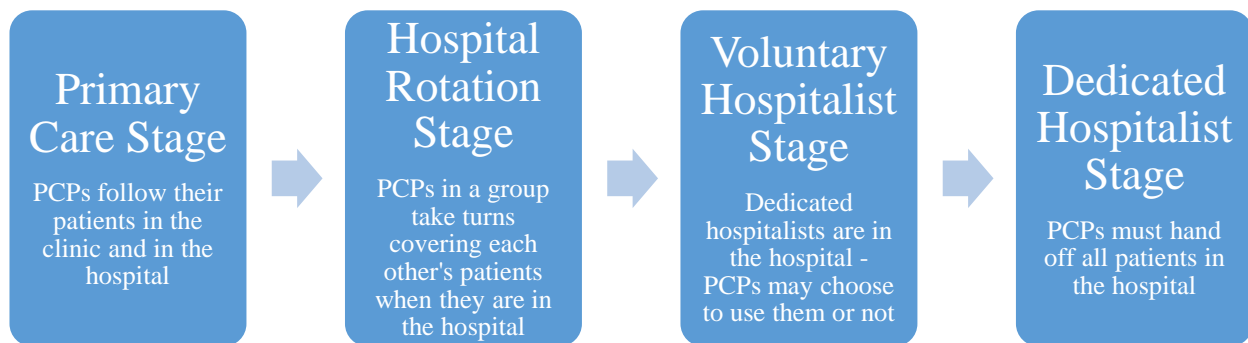 Primary
Care Stage
PCPs follow their
patients in the
clinic and in the
hospital
Hospital
Rotation
Stage
PCPs in a group
take turns
covering each
other's patients
when they are in
the hospital
Voluntary
Hospitalist
Stage
Dedicated
hospitalists are in
the hospital -
PCPs may choose
to use them or not
Dedicated
Hospitalist
Stage
PCPs must hand
off all patients in
the hospital